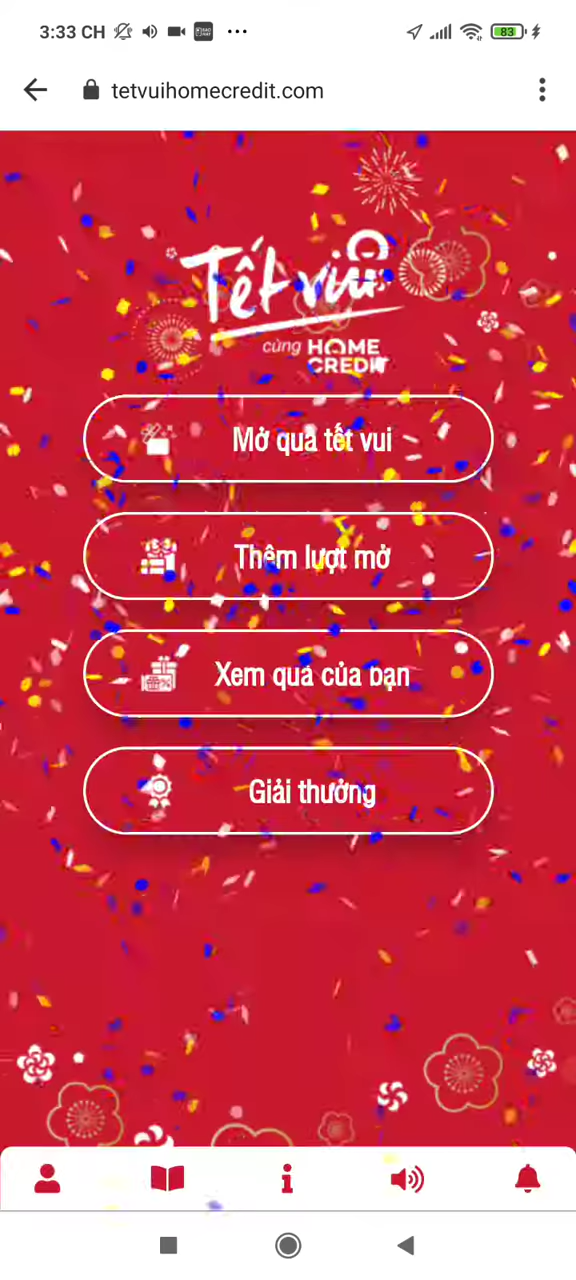 3:33 CH
83
tetvuihomecredit.com
Tết vui
cùng HOME
CREDIT
Mở quà tết vui
Thêm lượt mở
Xem quà của bạn
Giải thưởng